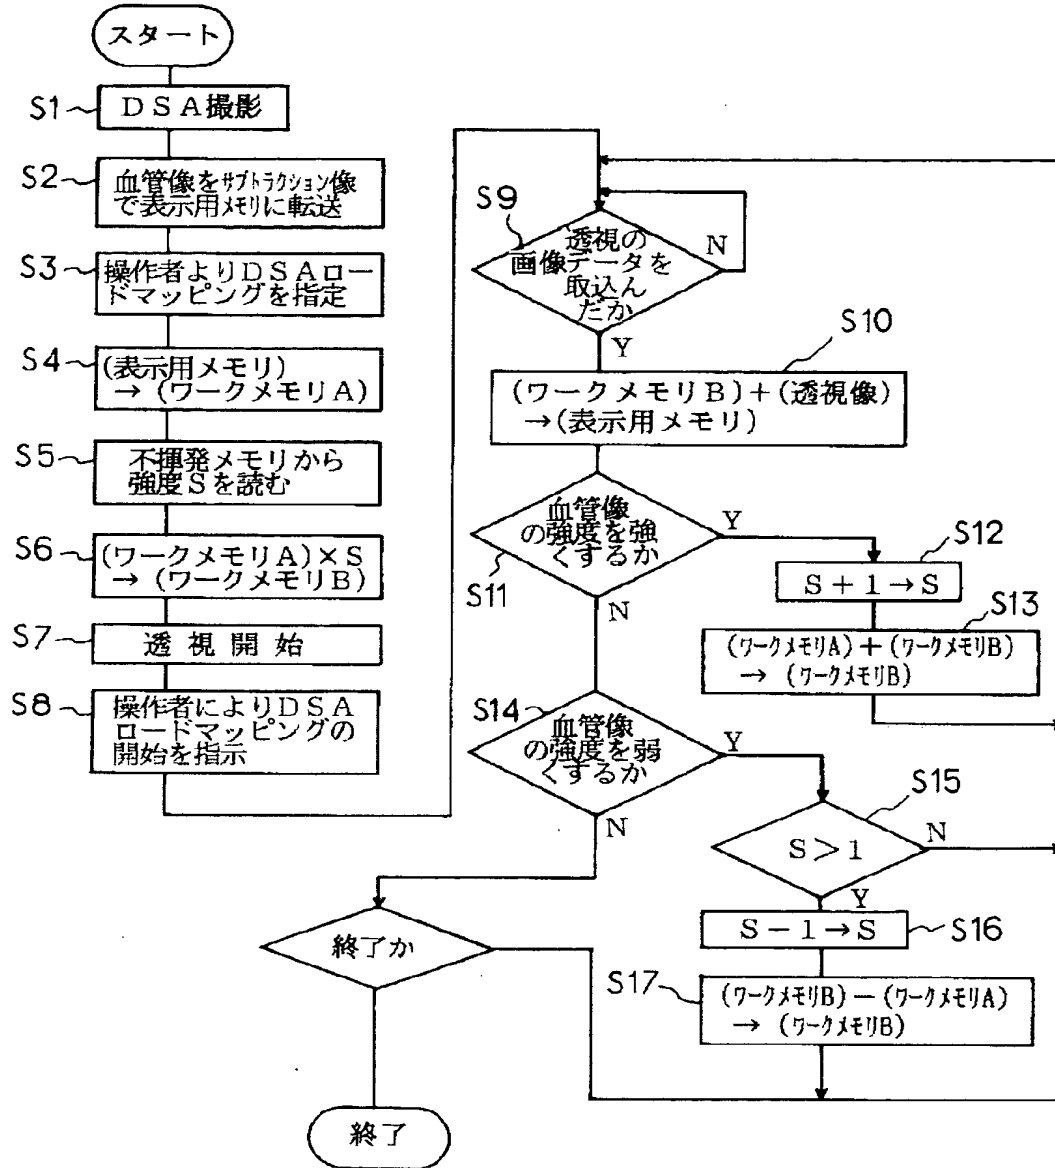 スタート
S1
DSA撮影
S2
血管像をサブトラクション像
で表示用メモリに転送
S3
操作者よりDSAロー
ドマッピングを指定
S4
(表示用メモリ)
→ (ワークメモリA)
S5
不揮発メモリから
強度Sを読む
S6
(ワークメモリA)×S
→ (ワークメモリB)
S7
透視開始
S8
操作者によりDSA
ロードマッピングの
開始を指示
S9
透視の
画像データを
取込ん
だか
N
Y
S10
(ワークメモリB)+(透視像)
→(表示用メモリ)
S11
血管像
の強度を強
くするか
Y
N
S12
S+1→S
S13
(ワークメモリA)+(ワークメモリB)
→ (ワークメモリB)
S14
血管像
の強度を弱
くするか
Y
N
S15
S>1
N
Y
S16
S-1→S
S17
(ワークメモリB)-(ワークメモリA)
→ (ワークメモリB)
終了か
終了